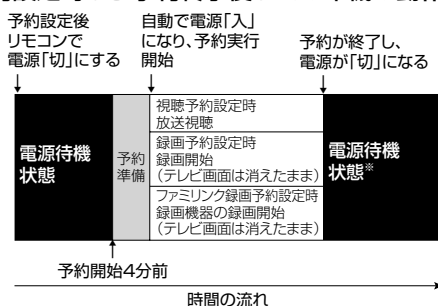 予約設定後
リモコンで
電源「切」にする
自動で電源「入」
になり、予約実行
開始
予約が終了し、
電源が「切」になる
電源待機
状態
予約
準備
視聴予約設定時
放送視聴
録画予約設定時
録画開始
(テレビ画面は消えたまま)
ファミリンク録画予約設定時
録画機器の録画開始
(テレビ画面は消えたまま)
電源待機
状態※
予約開始4分前
時間の流れ